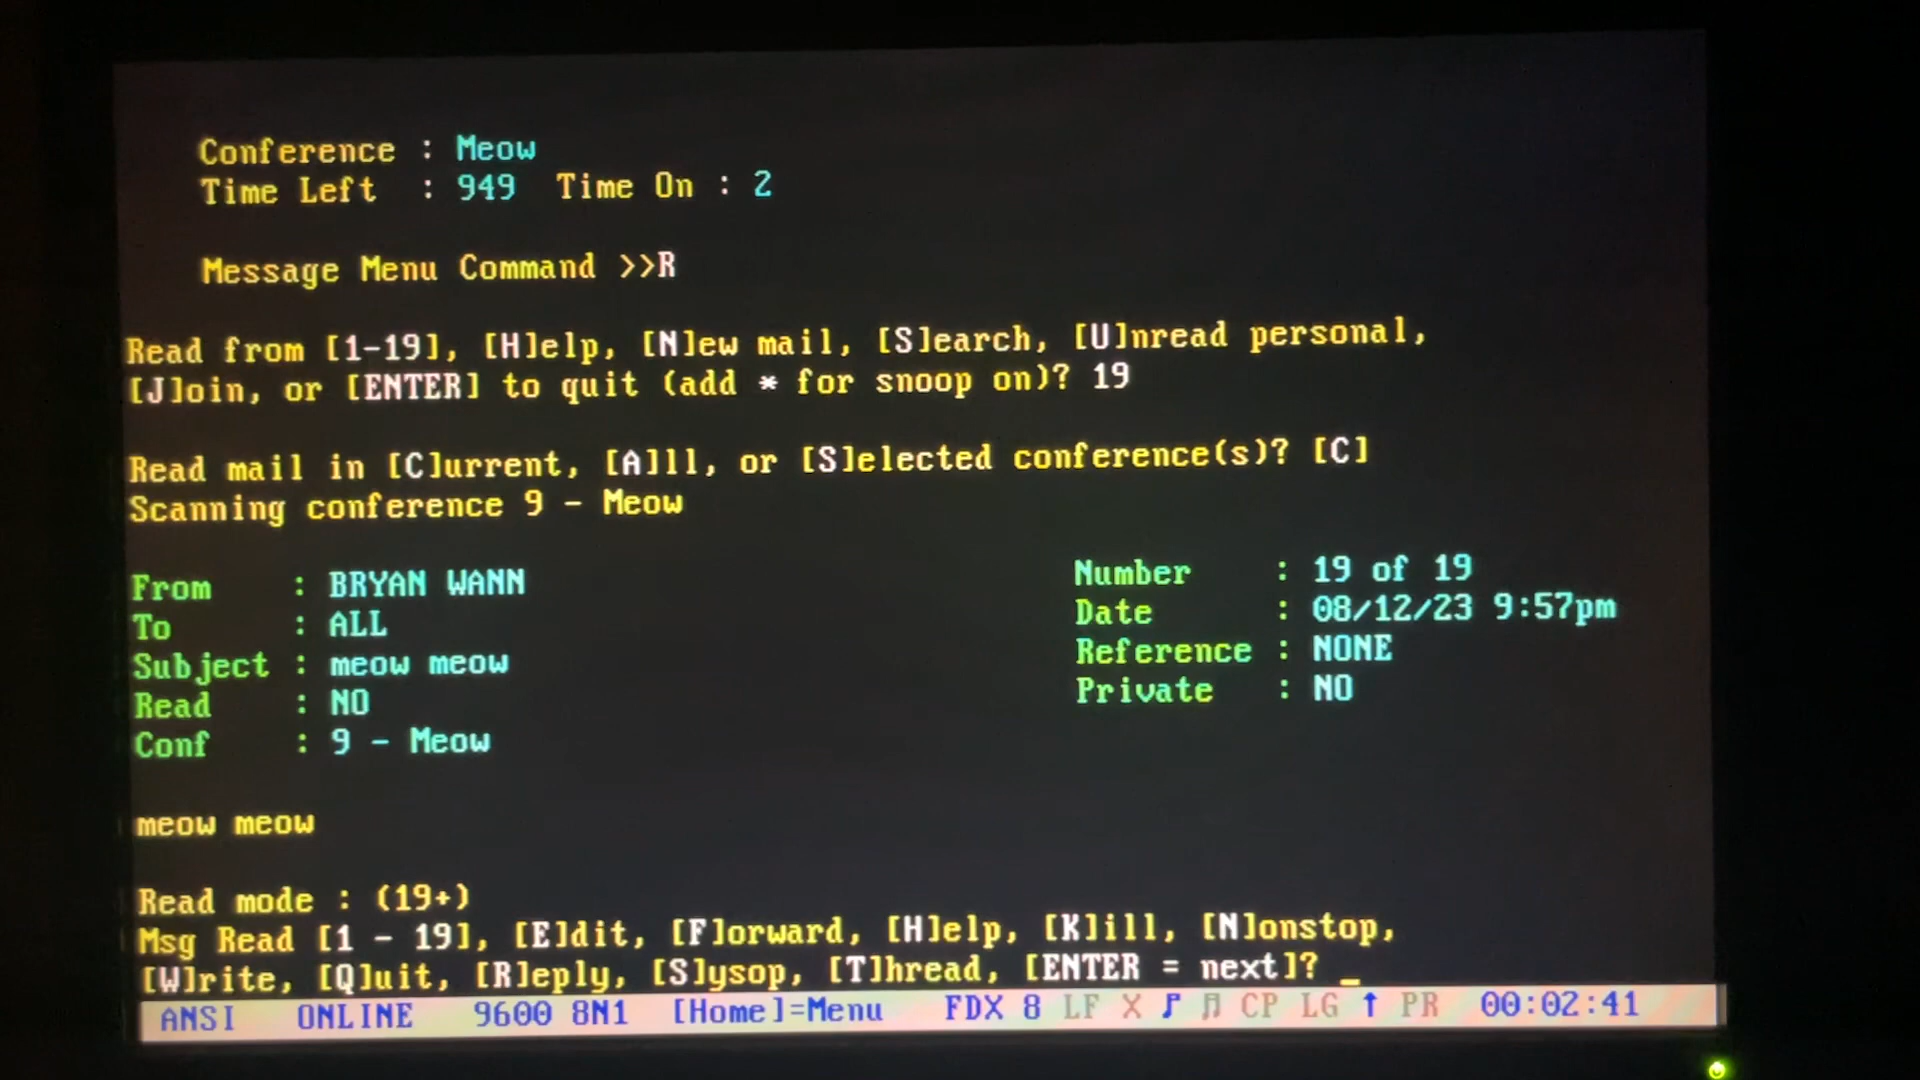 Conference : Meow
Time Left : 949 Time On : 2
Message Menu Command >>R
Read from [1-19], [H]elp, [N]ew mail, [S]earch, [U]nread personal,
[J]oin, or [ENTER] to quit (add * for snoop on)? 19
Read mail in [C]urrent, [A]ll, or [S]elected conference(s)? [C]
Scanning conference 9 - Meow
From : BRYAN WANN Number : 19 of 19
To : ALL Date : 08/12/23 9:57pm
Subject : meow meow Reference : NONE
Read : NO Private : NO
Conf : 9 - Meow
meow meow
Read mode : (19+)
Msg Read [1 - 19], [E]dit, [F]orward, [H]elp, [K]ill, [N]onstop,
[W]rite, [Q]uit, [R]eply, [S]ysop, [T]hread, [ENTER = next]? _
ANSI ONLINE 9600 8N1 [Home]=Menu FDX 8 LF X ♪ ♫ CP LG ↑ PR 00:02:41